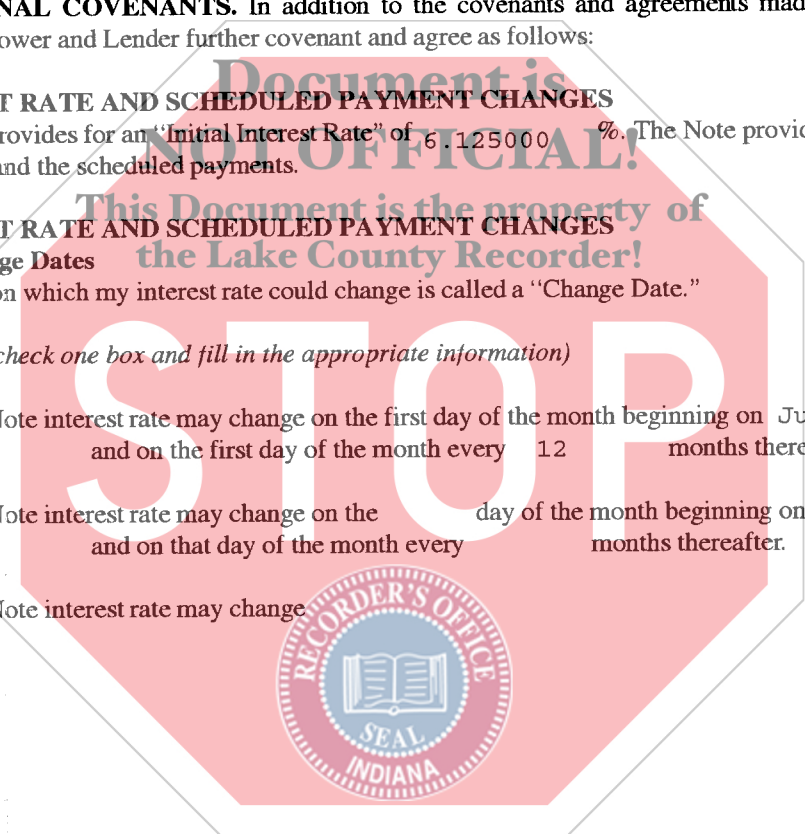 NAL COVENANTS. In addition to the covenants and agreements mad
ower and Lender further covenant and agree as follows:
Document is
T RATE AND SCHEDULED PAYMENT CHANGES
rovides for an “Initial Interest Rate” of 6.125000 %. The Note provid
NOT OFFICIAL!
and the scheduled payments.
This Document is the property of
T RATE AND SCHEDULED PAYMENT CHANGES
the Lake County Recorder!
ge Dates
on which my interest rate could change is called a “Change Date.”
STOP
check one box and fill in the appropriate information)
Note interest rate may change on the first day of the month beginning on Ju
and on the first day of the month every 12 months there
Note interest rate may change on the day of the month beginning on
and on that day of the month every months thereafter.
Note interest rate may change
RECORDER'S OFFICE
SEAL
INDIANA